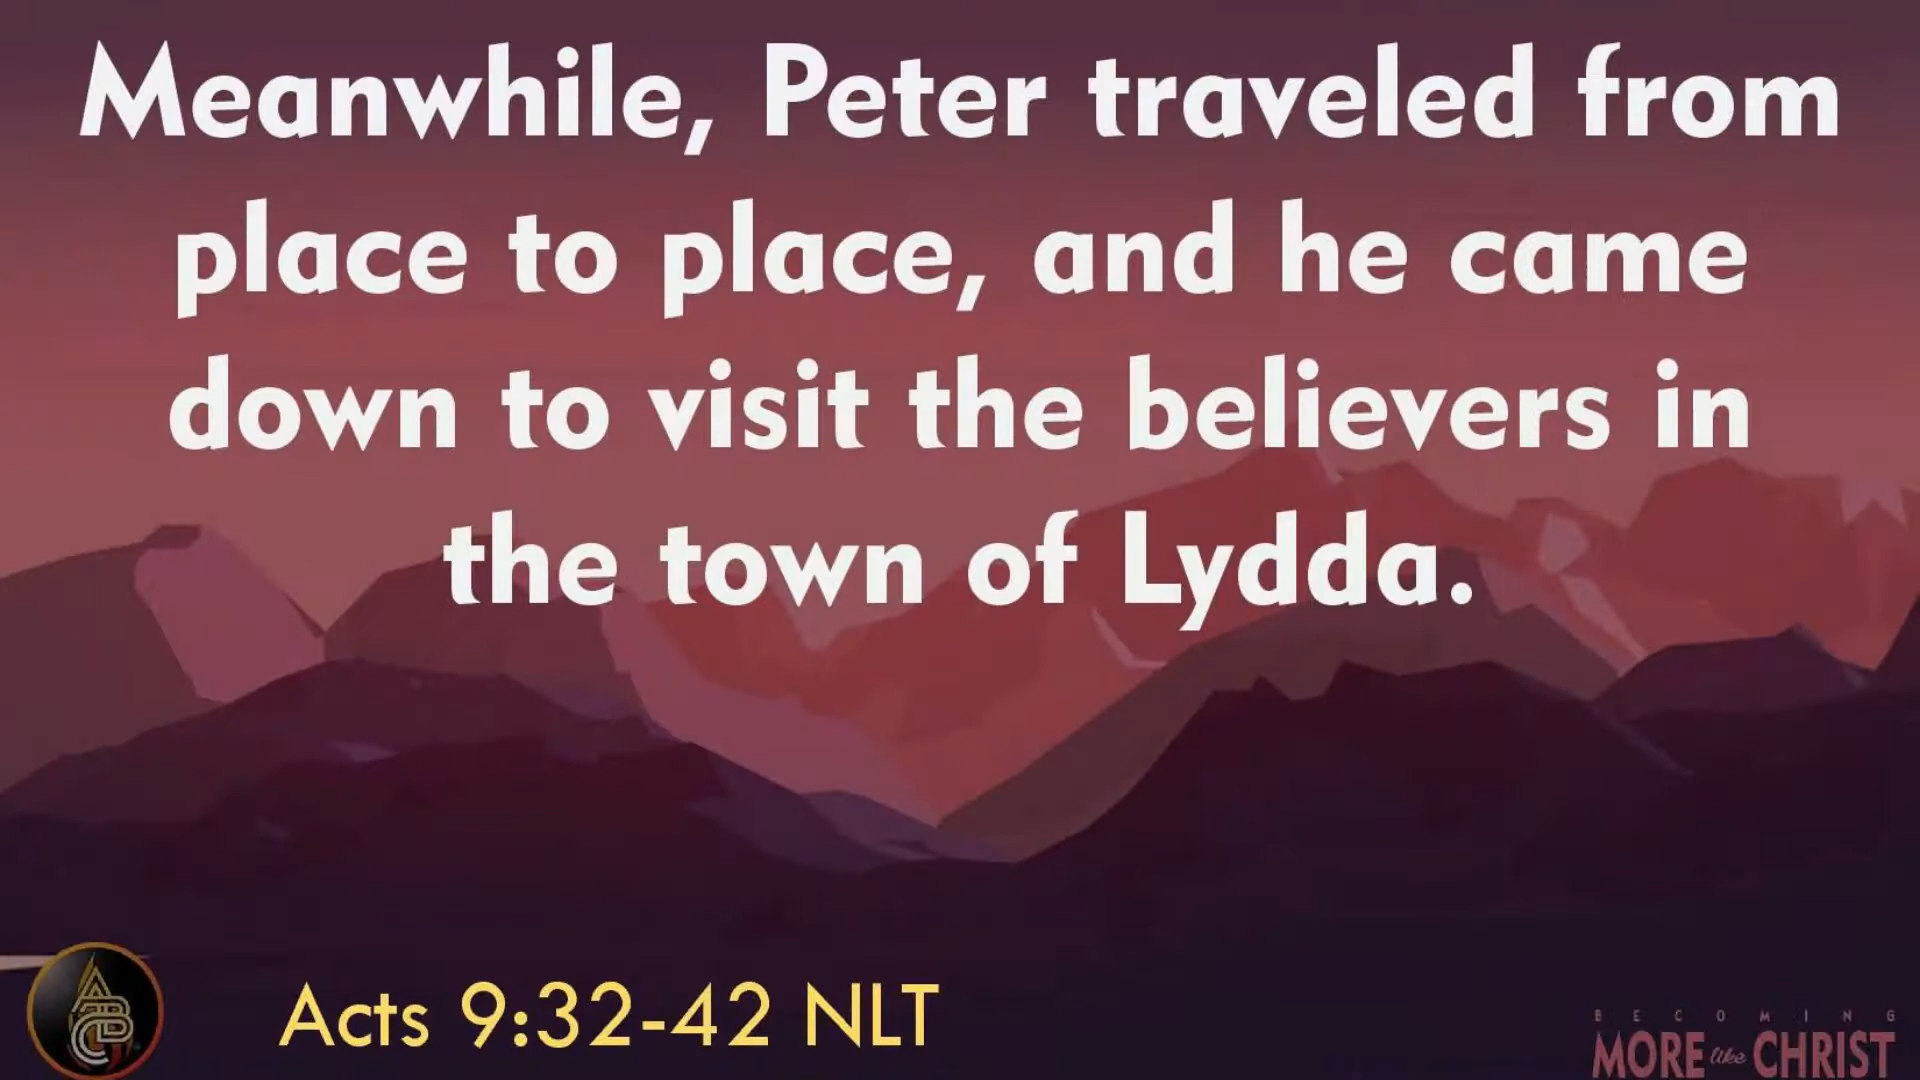 Meanwhile, Peter traveled from
place to place, and he came
down to visit the believers in
the town of Lydda.
Acts 9:32-42 NLT
BECOMING
MORE like CHRIST